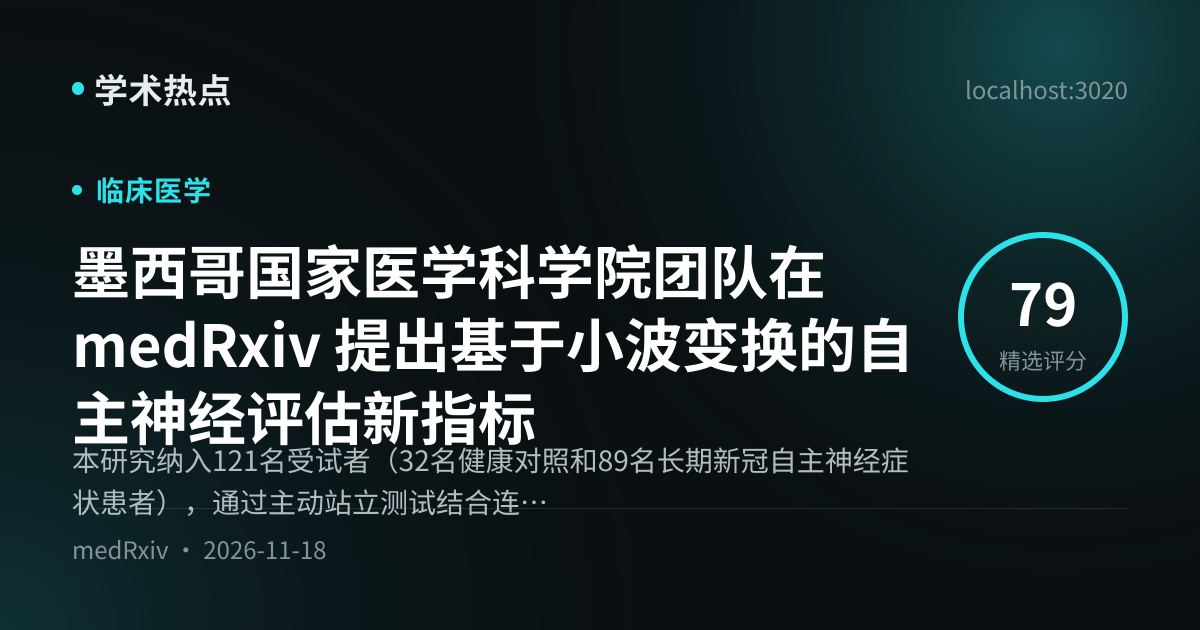 学术热点
localhost:3020
临床医学
墨西哥国家医学科学院团队在
medRxiv 提出基于小波变换的自
主神经评估新指标
79
精选评分
本研究纳入121名受试者（32名健康对照和89名长期新冠自主神经症
状患者），通过主动站立测试结合连…
medRxiv · 2026-11-18